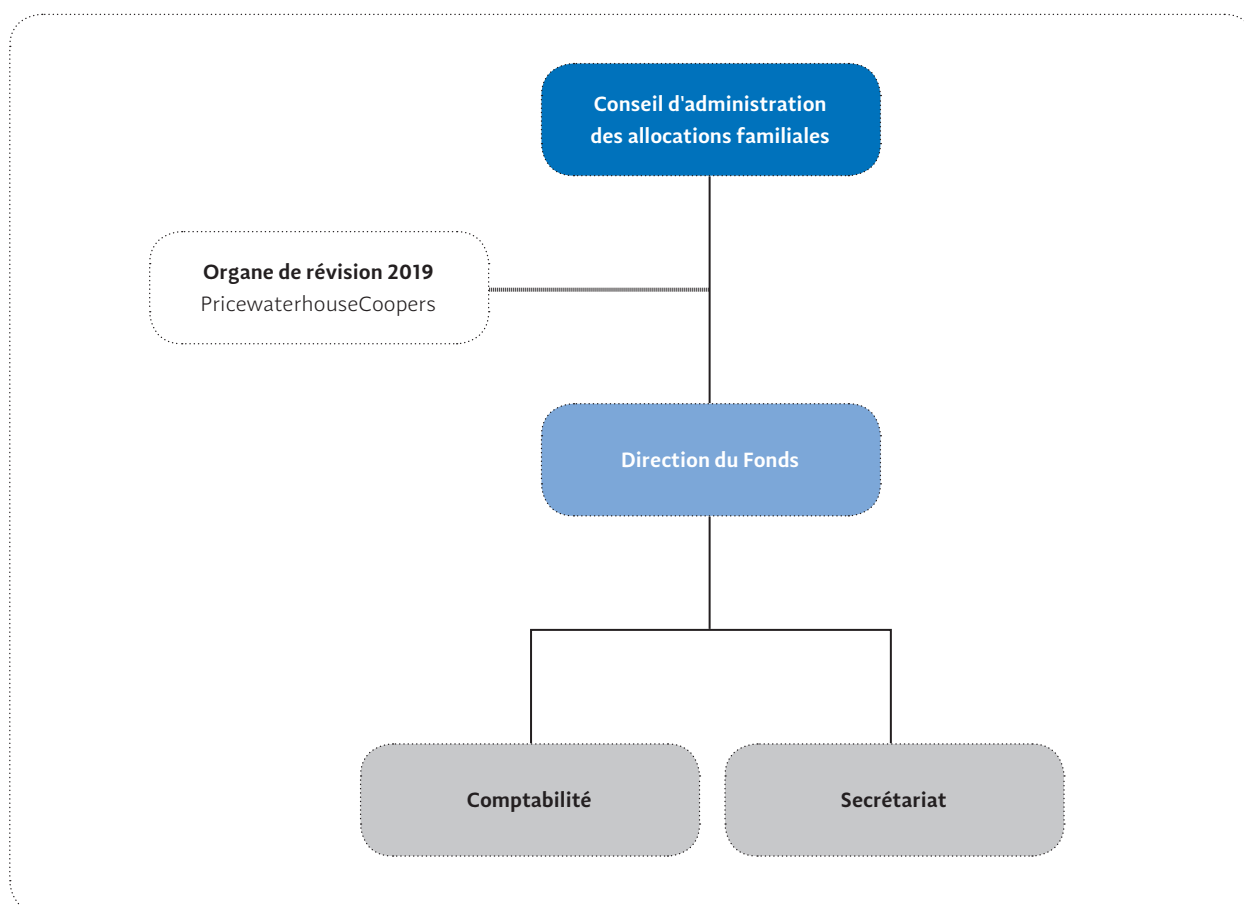 Conseil d'administration
des allocations familiales
Organe de révision 2019
PricewaterhouseCoopers
Direction du Fonds
Comptabilité
Secrétariat